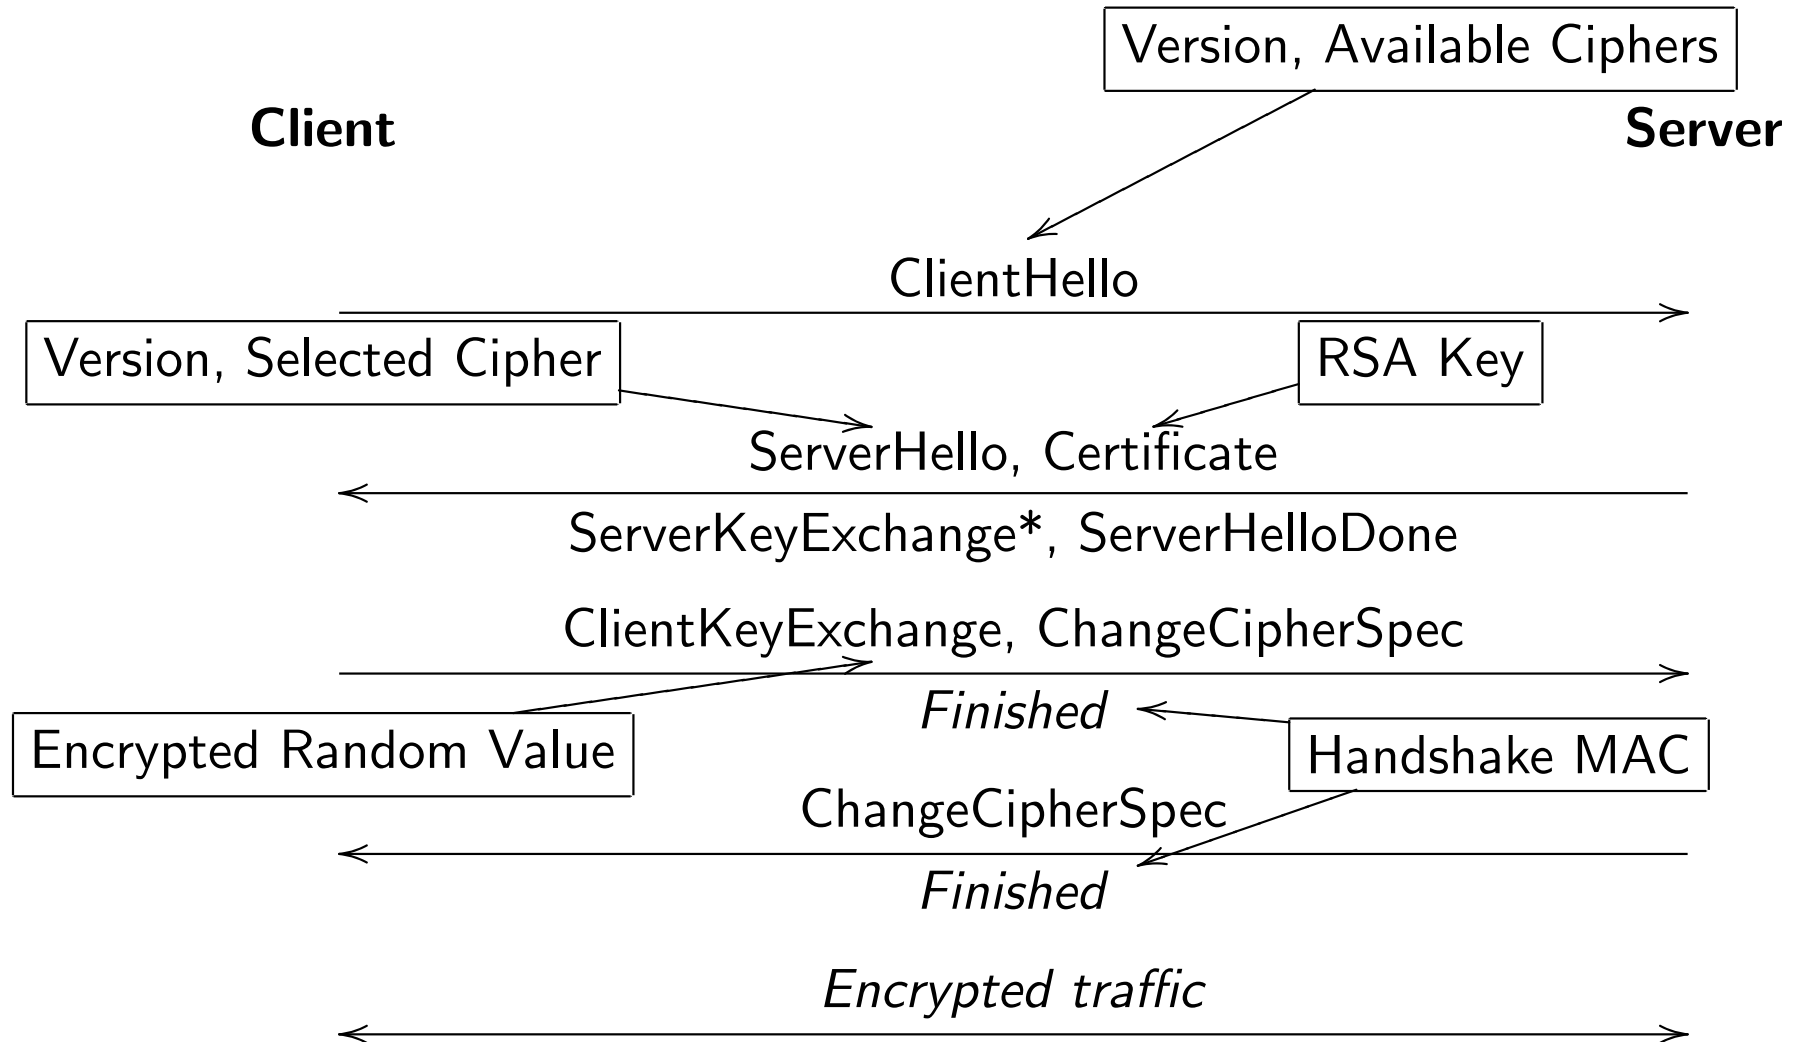 Version, Available Ciphers
Client
Server
ClientHello
Version, Selected Cipher
RSA Key
ServerHello, Certificate
ServerKeyExchange*, ServerHelloDone
ClientKeyExchange, ChangeCipherSpec
Finished
Encrypted Random Value
Handshake MAC
ChangeCipherSpec
Finished
Encrypted traffic